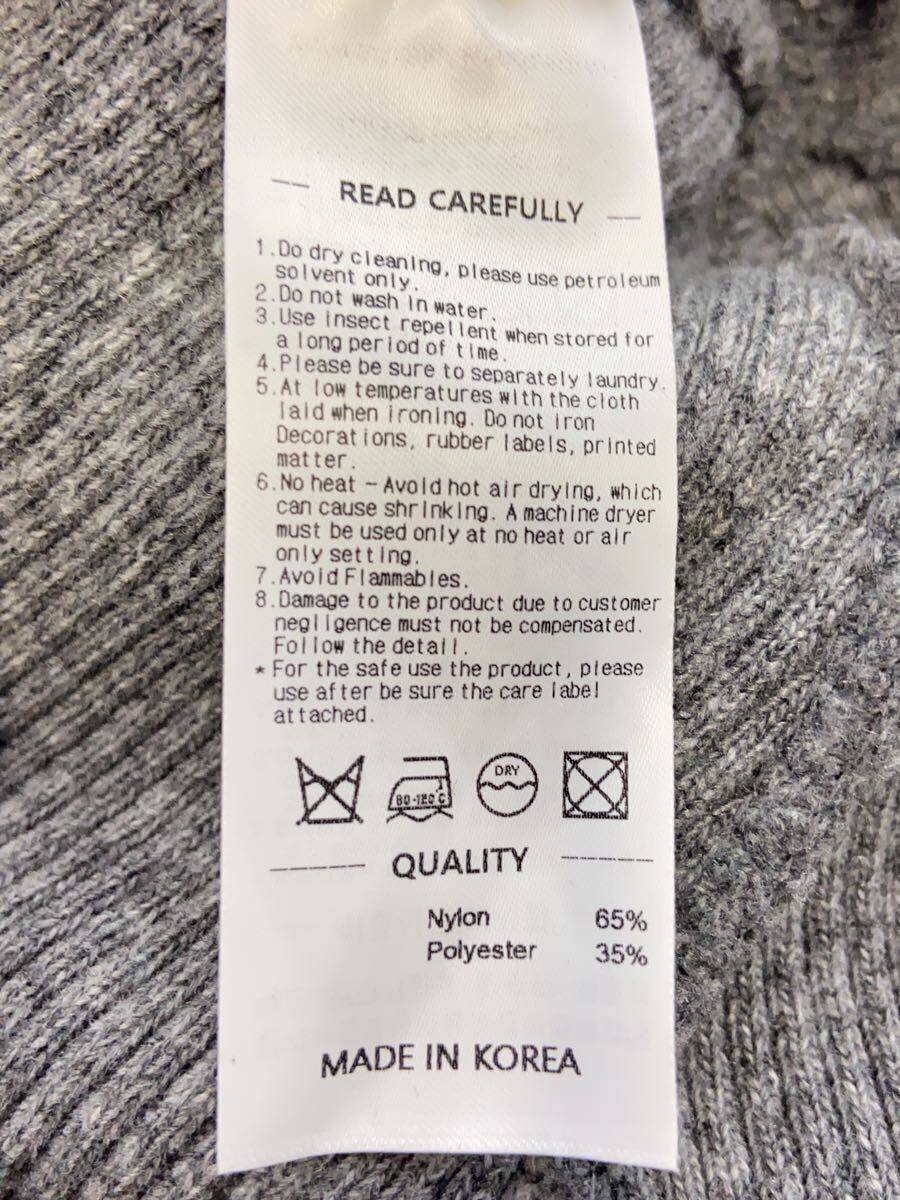 READ CAREFULLY
1.Do dry cleaning, please use petroleum
solvent only.
2.Do not wash in water.
3.Use insect repellent when stored for
a long period of time.
4.Please be sure to separately laundry.
5.At low temperatures with the cloth
laid when ironing. Do not iron
Decorations, rubber labels, printed
matter.
6.No heat - Avoid hot air drying, which
can cause shrinking. A machine dryer
must be used only at no heat or air
only setting.
7.Avoid Flammables.
8.Damage to the product due to customer
negligence must not be compensated.
Follow the detail.
* For the safe use the product, please
use after be sure the care label
attached.
80-120°C DRY
QUALITY
Nylon 65%
Polyester 35%
MADE IN KOREA